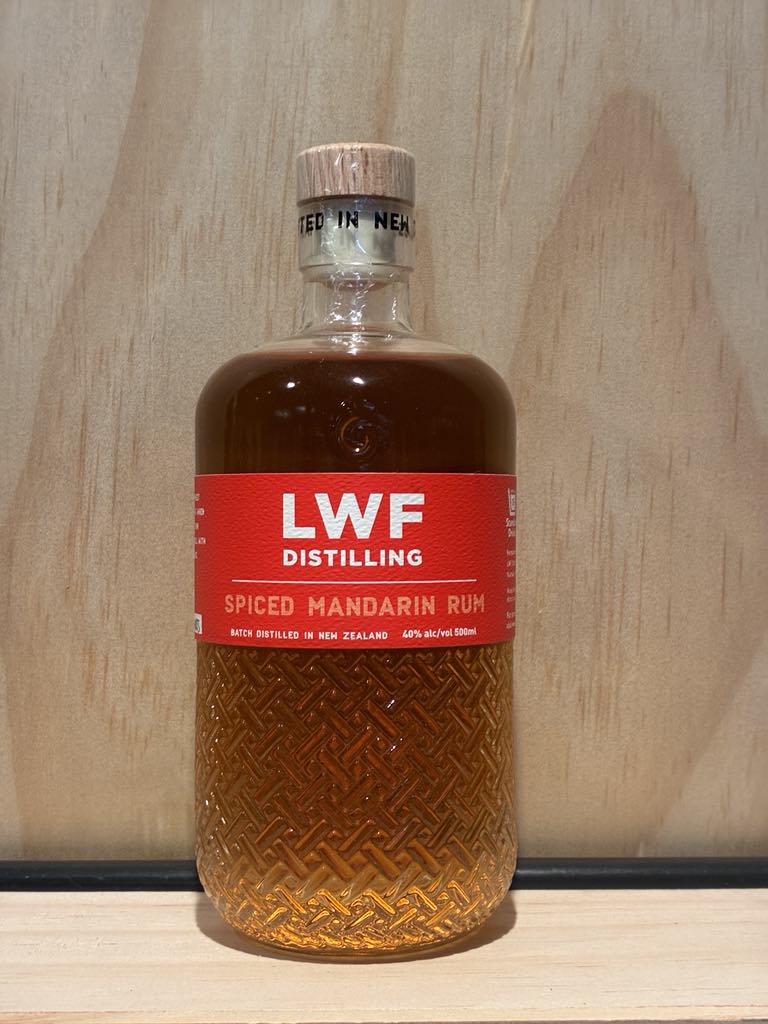 TED IN NEW
LWF
DISTILLING
SPICED MANDARIN RUM
BATCH DISTILLED IN NEW ZEALAND 40% alc/vol 500ml